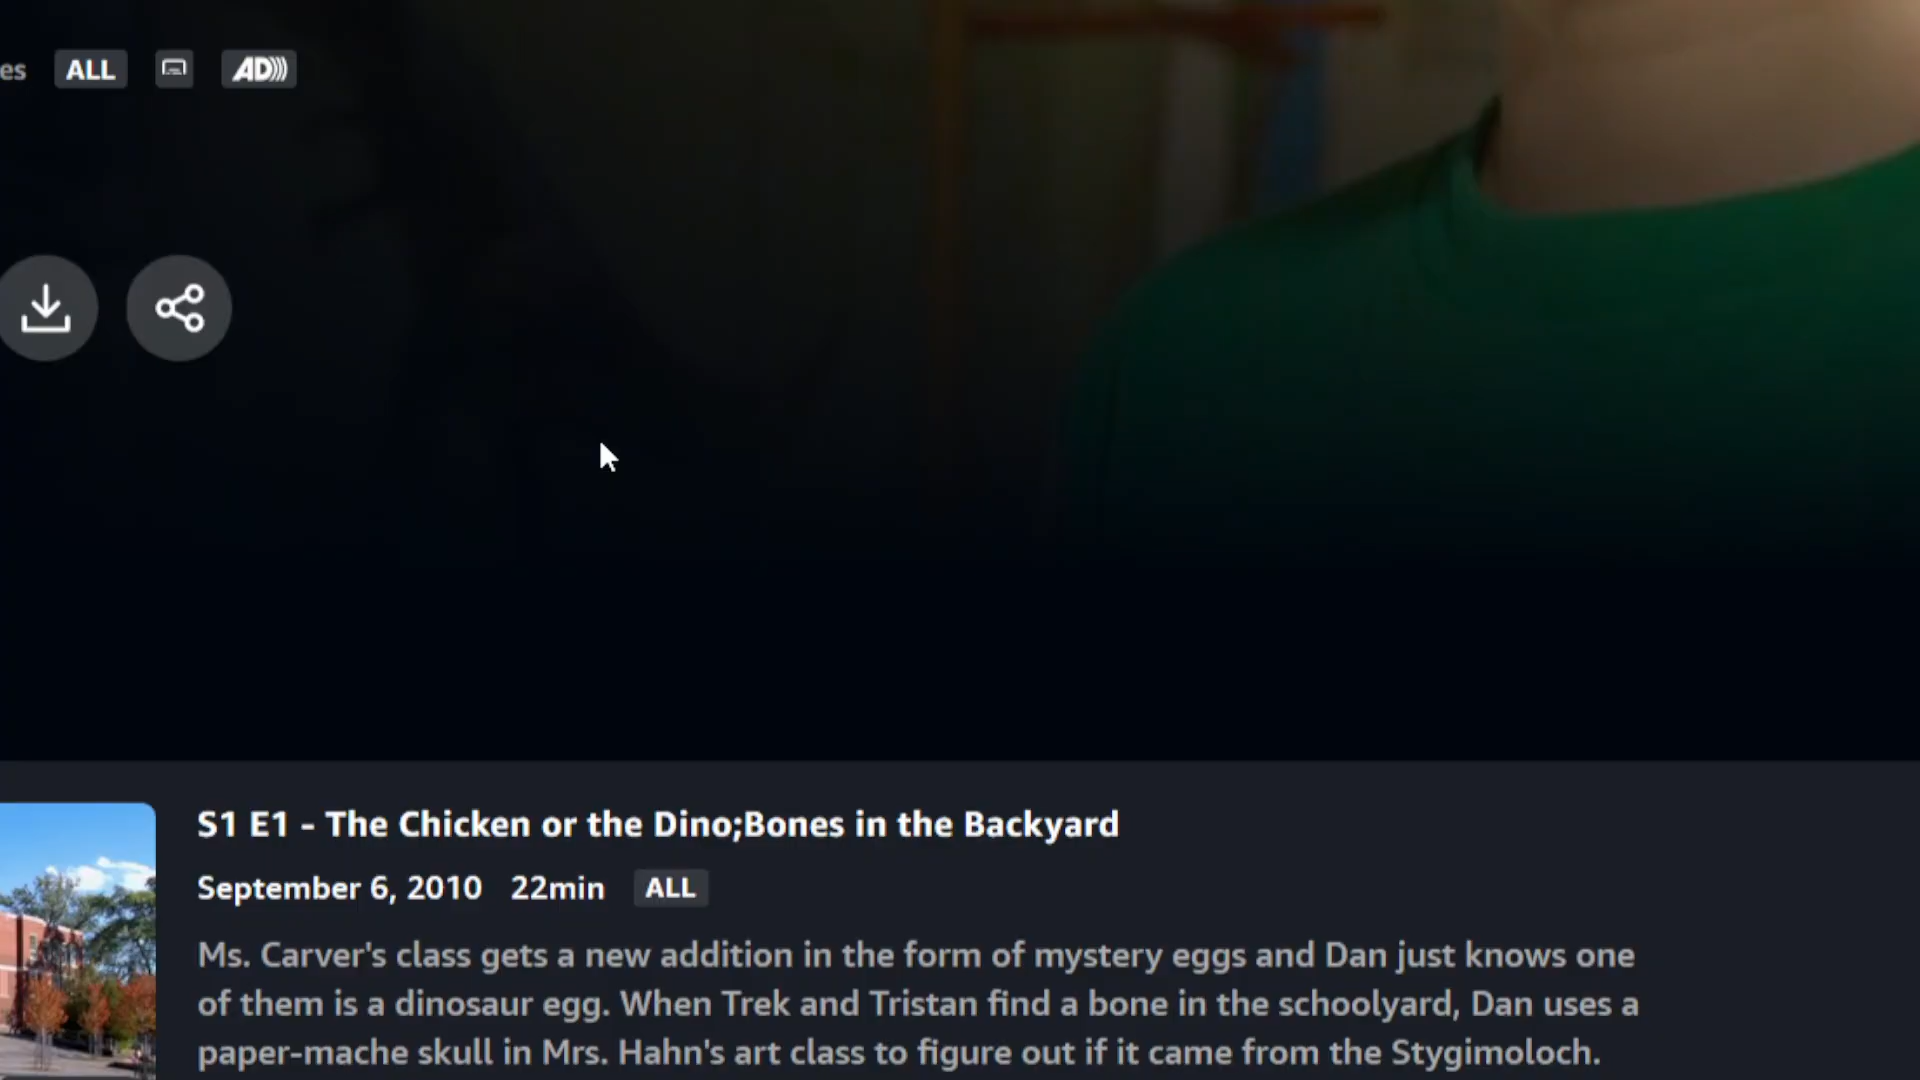 es ALL AD)))
S1 E1 - The Chicken or the Dino;Bones in the Backyard
September 6, 2010 22min ALL
Ms. Carver's class gets a new addition in the form of mystery eggs and Dan just knows one
of them is a dinosaur egg. When Trek and Tristan find a bone in the schoolyard, Dan uses a
paper-mache skull in Mrs. Hahn's art class to figure out if it came from the Stygimoloch.